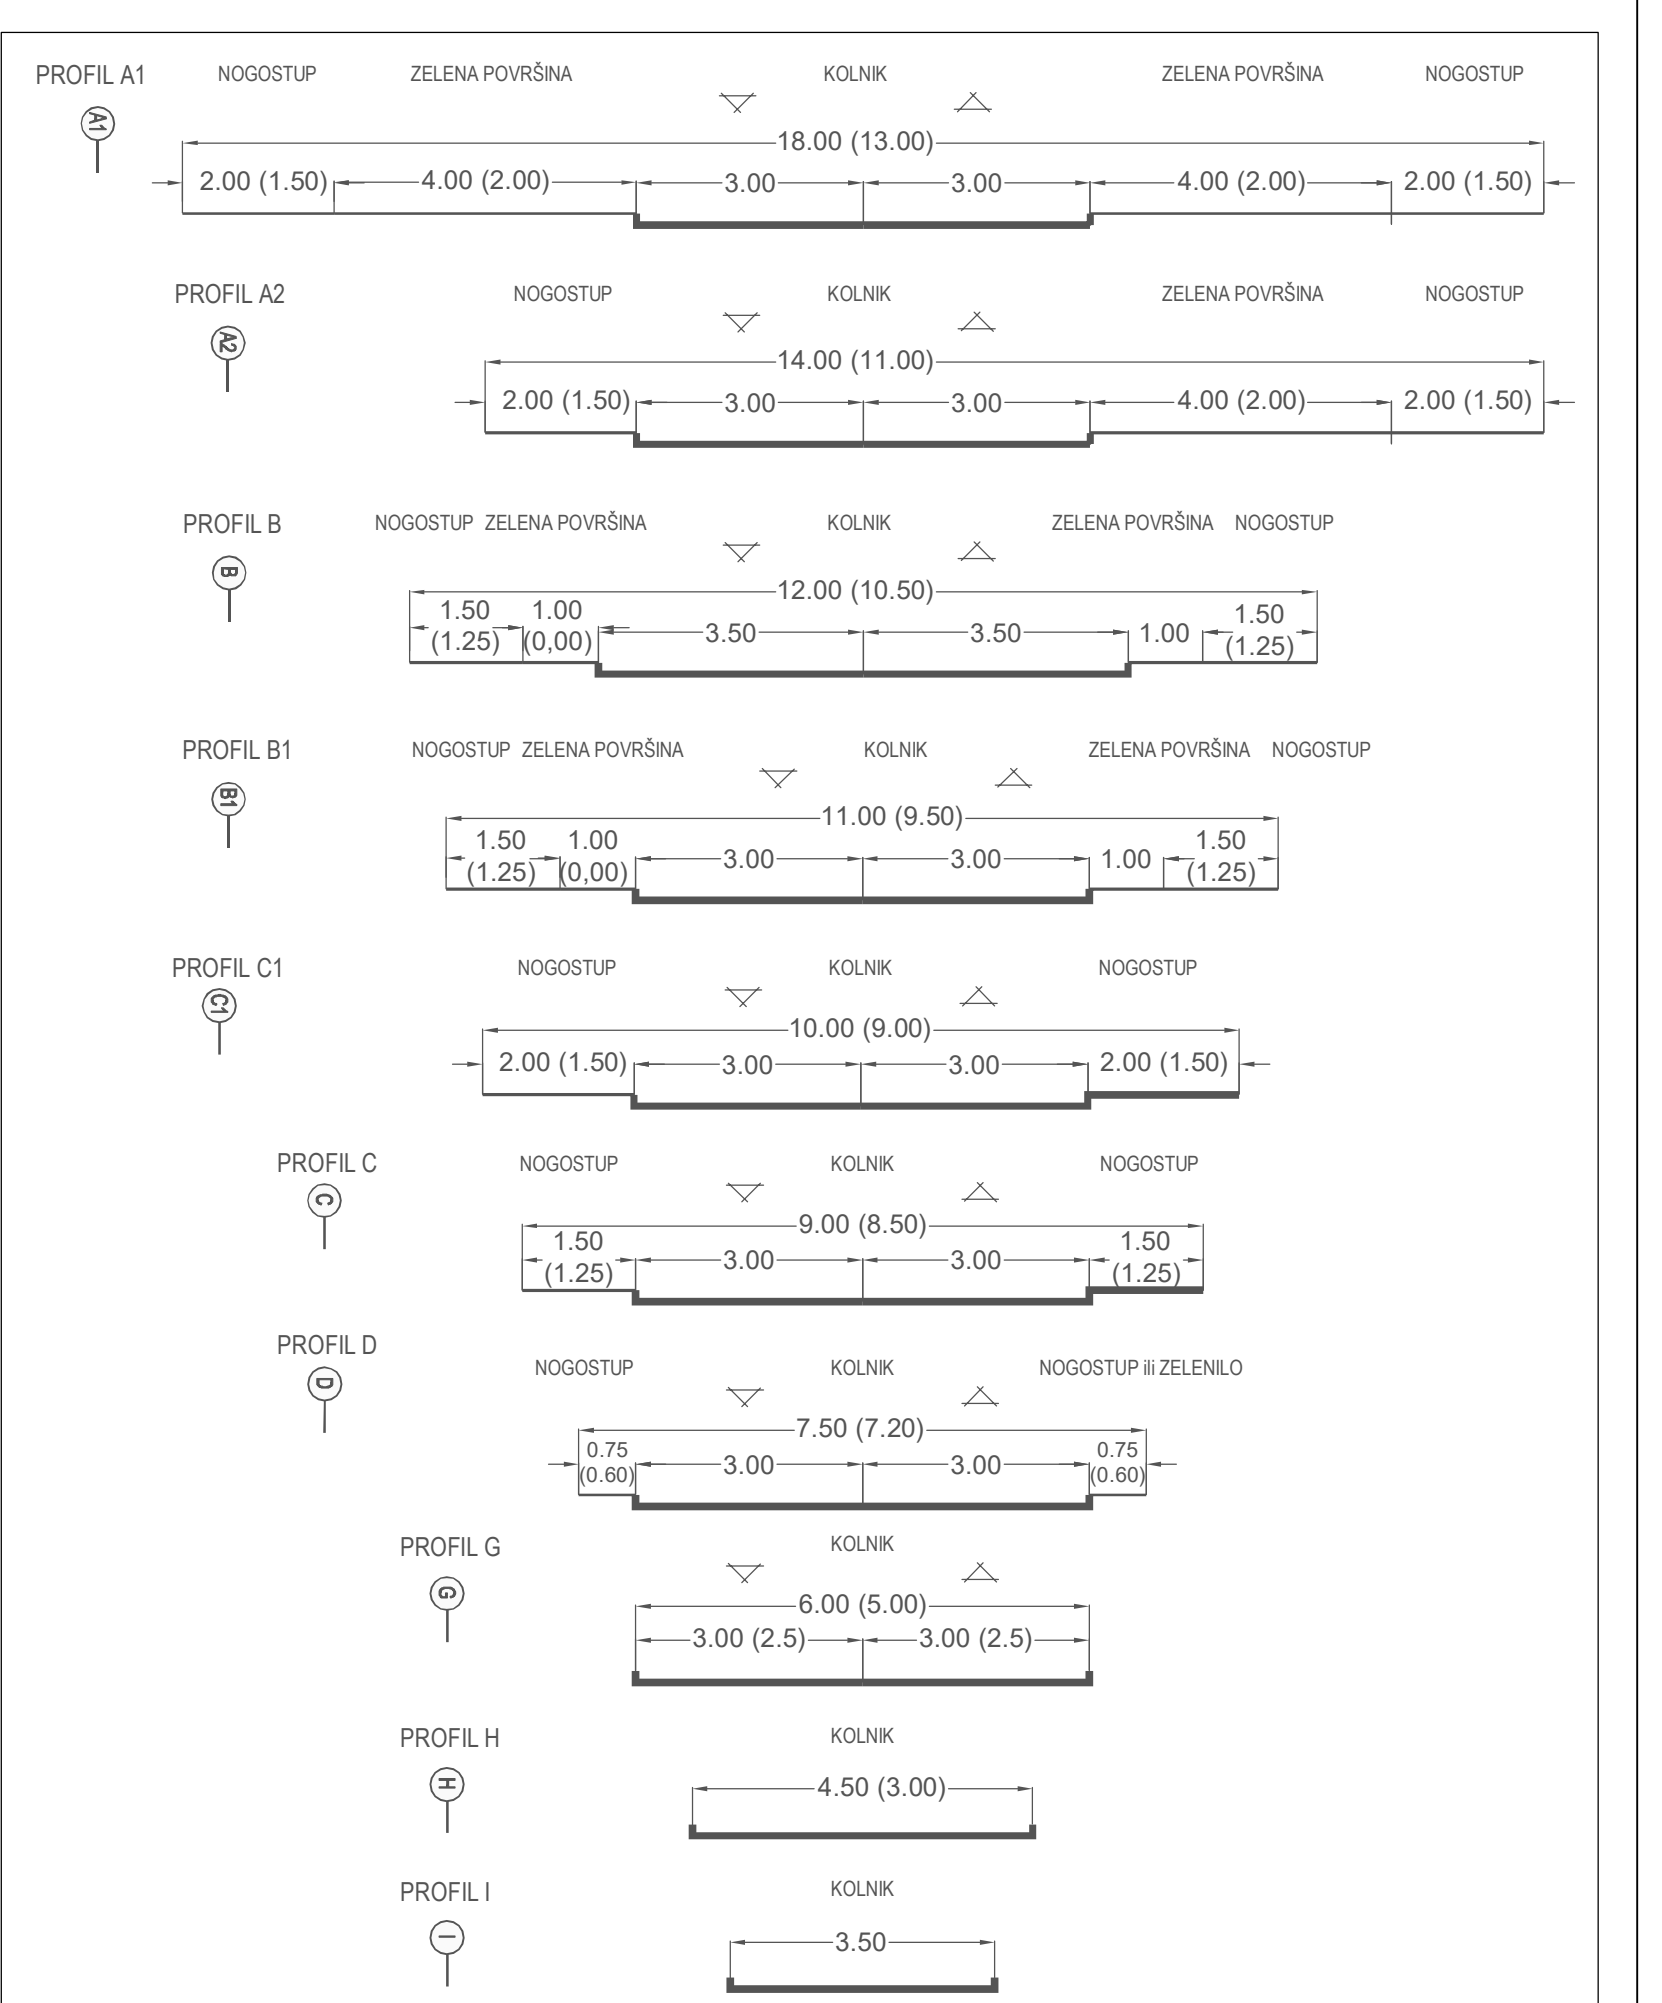 PROFIL A1 NOGOSTUP ZELENA POVRŠINA KOLNIK ZELENA POVRŠINA NOGOSTUP
A1
18.00 (13.00)
2.00 (1.50) 4.00 (2.00) 3.00 3.00 4.00 (2.00) 2.00 (1.50)
PROFIL A2 NOGOSTUP KOLNIK ZELENA POVRŠINA NOGOSTUP
A2
14.00 (11.00)
2.00 (1.50) 3.00 3.00 4.00 (2.00) 2.00 (1.50)
PROFIL B NOGOSTUP ZELENA POVRŠINA KOLNIK ZELENA POVRŠINA NOGOSTUP
B
12.00 (10.50)
1.50 1.00 1.50
(1.25) (0,00) 3.50 3.50 1.00 (1.25)
PROFIL B1 NOGOSTUP ZELENA POVRŠINA KOLNIK ZELENA POVRŠINA NOGOSTUP
B1
11.00 (9.50)
1.50 1.00 1.50
(1.25) (0,00) 3.00 3.00 1.00 (1.25)
PROFIL C1 NOGOSTUP KOLNIK NOGOSTUP
C1
10.00 (9.00)
2.00 (1.50) 3.00 3.00 2.00 (1.50)
PROFIL C NOGOSTUP KOLNIK NOGOSTUP
C
9.00 (8.50)
1.50 1.50
(1.25) 3.00 3.00 (1.25)
PROFIL D
NOGOSTUP KOLNIK NOGOSTUP ili ZELENILO
D
7.50 (7.20)
0.75 0.75
(0.60) 3.00 3.00 (0.60)
PROFIL G KOLNIK
G
6.00 (5.00)
3.00 (2.5) 3.00 (2.5)
PROFIL H KOLNIK
H
4.50 (3.00)
PROFIL I KOLNIK
I
3.50